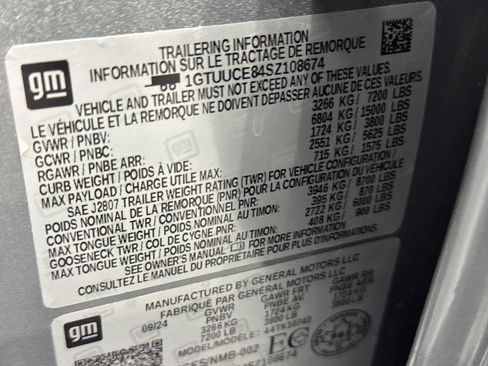 gm
TRAILERING INFORMATION
INFORMATION SUR LE TRACTAGE DE REMORQUE
1GTUUCE84SZ108674
VEHICLE AND TRAILER MUST NOT EXCEED ANY OF THESE VALUES
LE VÉHICULE ET LA REMORQUE NE DOIVENT DÉPASSER AUCUNE DE CES VALEURS
GVWR / PNBV: 3266 KG / 7200 LBS
GCWR / PNBC: 6804 KG / 15000 LBS
RGAWR / PNBE ARR: 1724 KG / 3800 LBS
CURB WEIGHT / POIDS À VIDE: 2551 KG / 5625 LBS
MAX PAYLOAD / CHARGE UTILE MAX: 715 KG / 1575 LBS
SAE J2807 TRAILER WEIGHT RATING (TWR) FOR VEHICLE CONFIGURATION
POIDS NOMINAL DE LA REMORQUE (PNR) POUR LA CONFIGURATION DU VÉHICULE
CONVENTIONAL TWR / CONVENTIONNEL PNR: 3946 KG / 8700 LBS
MAX TONGUE WEIGHT / POIDS NOMINAL AU TIMON: 395 KG / 870 LBS
GOOSENECK TWR / COL DE CYGNE PNR: 2722 KG / 6000 LBS
MAX TONGUE WEIGHT / POIDS NOMINAL AU TIMON: 408 KG / 900 LBS
SEE OWNER'S MANUAL FOR MORE INFORMATION
CONSULTEZ LE MANUEL DU PROPRIÉTAIRE POUR PLUS D'INFORMATION
gm
MANUFACTURED BY GENERAL MOTORS LLC
FABRIQUÉ PAR GENERAL MOTORS LLC
09/24 GVWR GAWR FRT GAWR RR
PNBV PNBE AV. PNBE ARR
3266 KG 1724 KG
7200 LB 3800 LB
MODEL/MODÈLE: 44TK10743